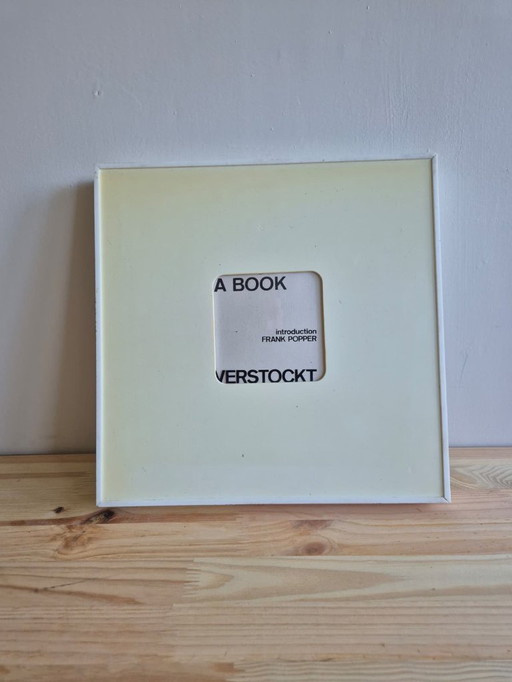 A BOOK
introduction
FRANK POPPER
VERSTOCKT